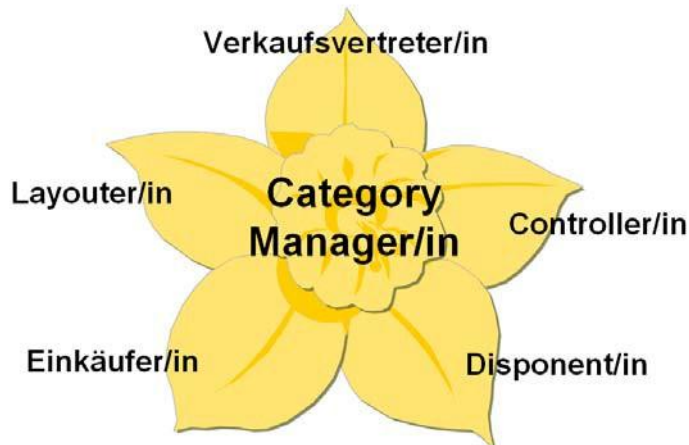 Verkaufsvertreter/in
Layouter/in
Category
Manager/in
Controller/in
Einkäufer/in
Disponent/in